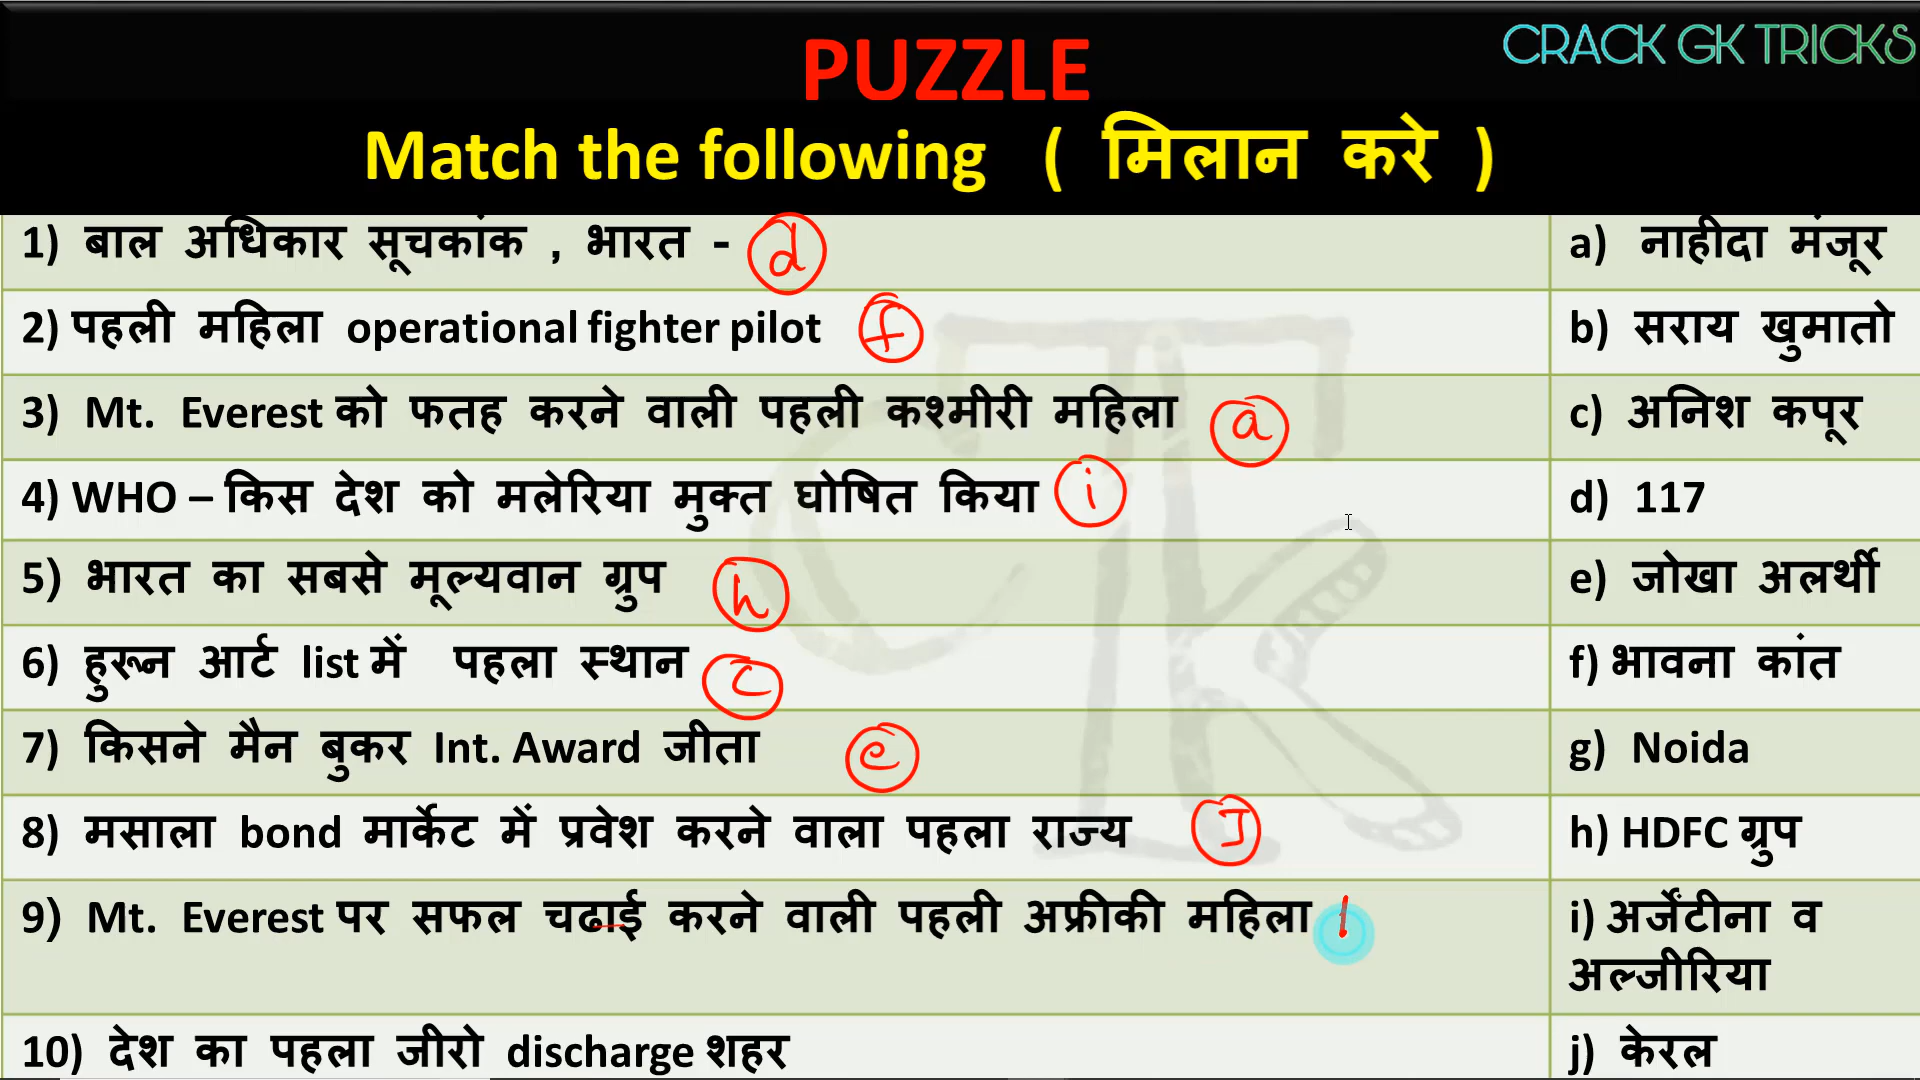 CRACK GK TRICKS
PUZZLE
Match the following ( मिलान करे )
1) बाल अधिकार सूचकांक , भारत - d
a) नाहीदा मंजूर
2) पहली महिला operational fighter pilot f
b) सराय खुमातो
3) Mt. Everest को फतह करने वाली पहली कश्मीरी महिला a
c) अनिश कपूर
4) WHO – किस देश को मलेरिया मुक्त घोषित किया i
d) 117
5) भारत का सबसे मूल्यवान ग्रुप h
e) जोखा अलर्थी
6) हुरून आर्ट list में पहला स्थान c
f) भावना कांत
7) किसने मैन बुकर Int. Award जीता e
g) Noida
8) मसाला bond मार्केट में प्रवेश करने वाला पहला राज्य J
h) HDFC ग्रुप
9) Mt. Everest पर सफल चढाई करने वाली पहली अफ्रीकी महिला
i) अर्जेंटीना व
अल्जीरिया
10) देश का पहला जीरो discharge शहर
j) केरल
CTK